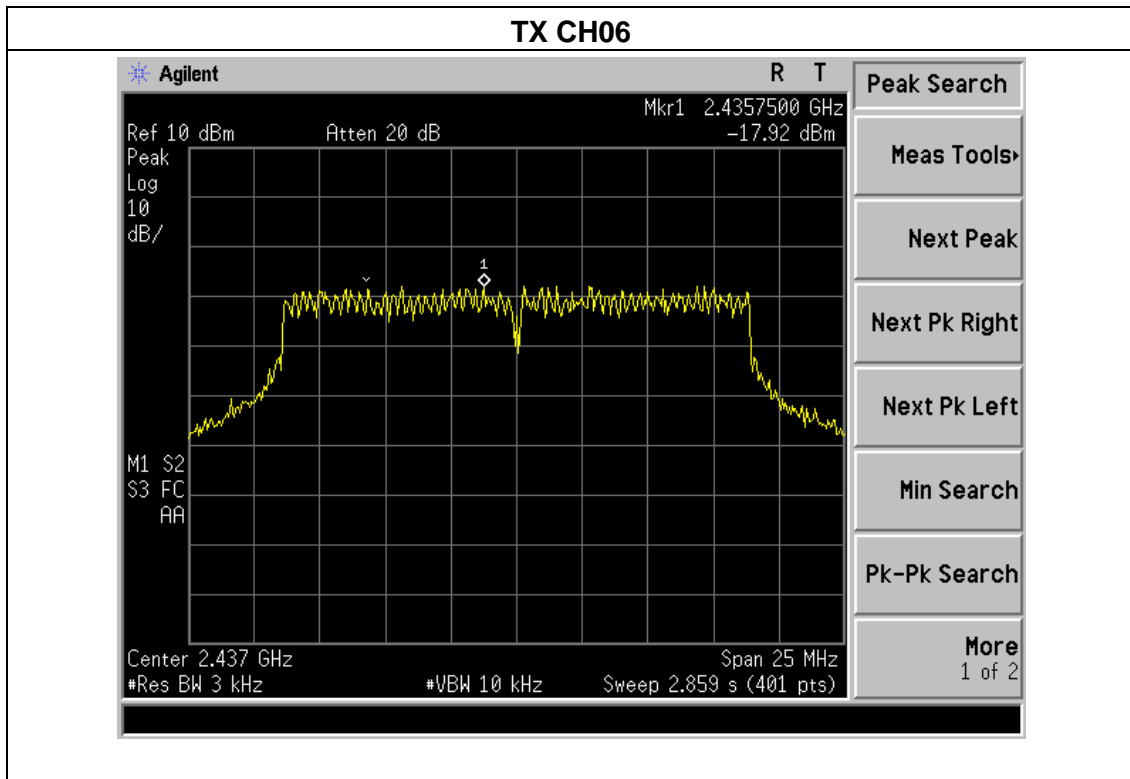 TX CH06
Agilent R T
Mkr1 2.4357500 GHz
Ref 10 dBm Atten 20 dB -17.92 dBm
Peak
Log
10
dB/
1
M1 S2
S3 FC
AA
Center 2.437 GHz Span 25 MHz
#Res BW 3 kHz #VBW 10 kHz Sweep 2.859 s (401 pts)
Peak Search
Meas Tools
Next Peak
Next Pk Right
Next Pk Left
Min Search
Pk-Pk Search
More
1 of 2